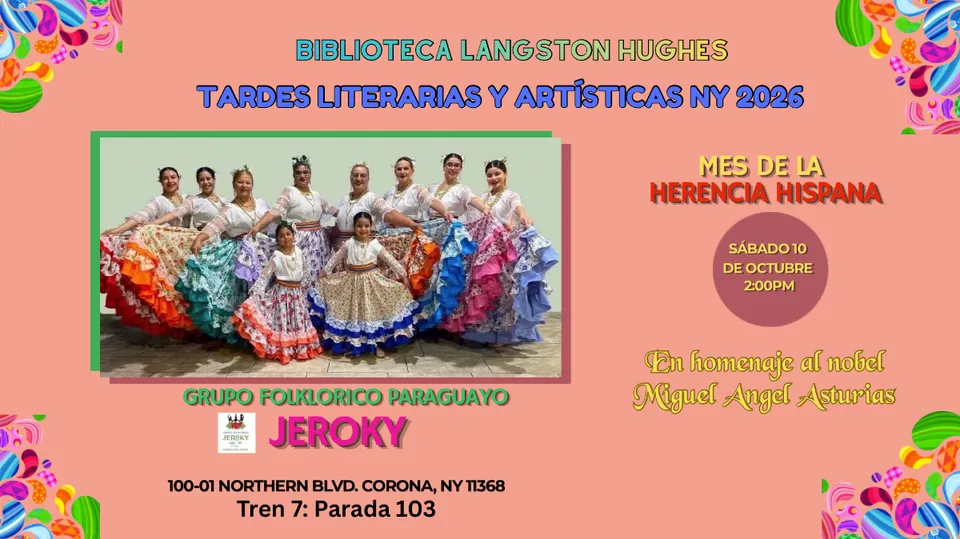 BIBLIOTECA LANGSTON HUGHES
TARDES LITERARIAS Y ARTÍSTICAS NY 2026
MES DE LA
HERENCIA HISPANA
SÁBADO 10
DE OCTUBRE
2:00PM
En homenaje al nobel
Miguel Angel Asturias
GRUPO FOLKLORICO PARAGUAYO
JEROKY
JEROKY
100-01 NORTHERN BLVD. CORONA, NY 11368
Tren 7: Parada 103